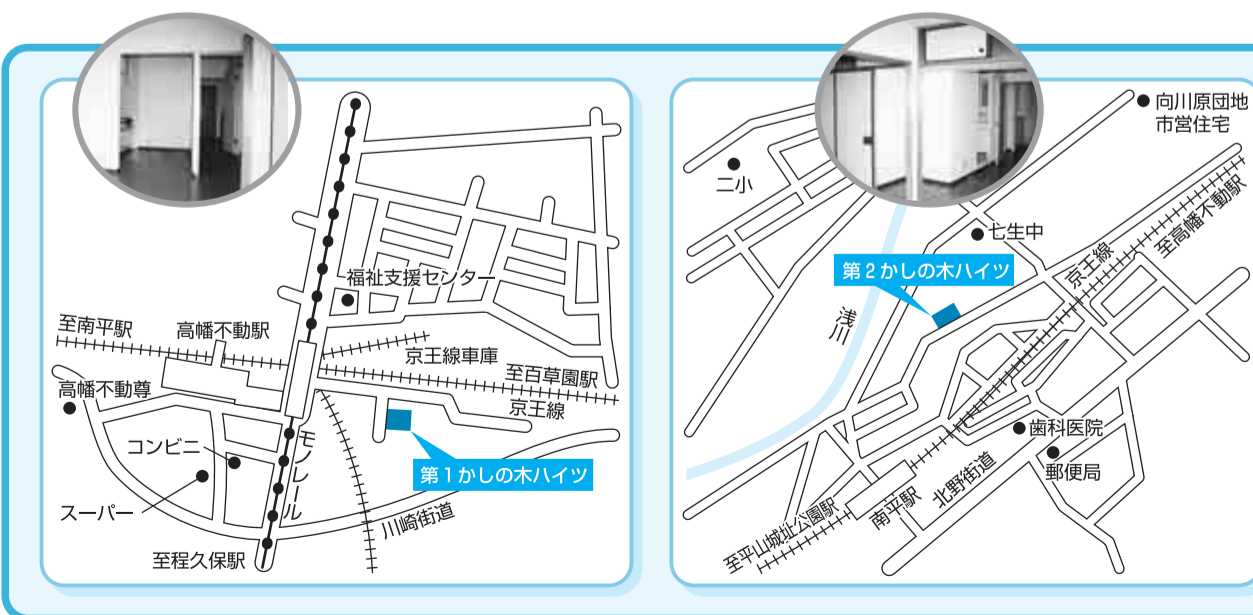 福祉支援センター
至南平駅
高幡不動駅
京王線車庫
至百草園駅
京王線
高幡不動尊
コンビニ
モノレール
第1かしの木ハイツ
スーパー
川崎街道
至程久保駅
向川原団地
市営住宅
二小
七生中
至高幡不動駅
京王線
第2かしの木ハイツ
浅川
歯科医院
郵便局
北野街道
南平駅
至平山城址公園駅